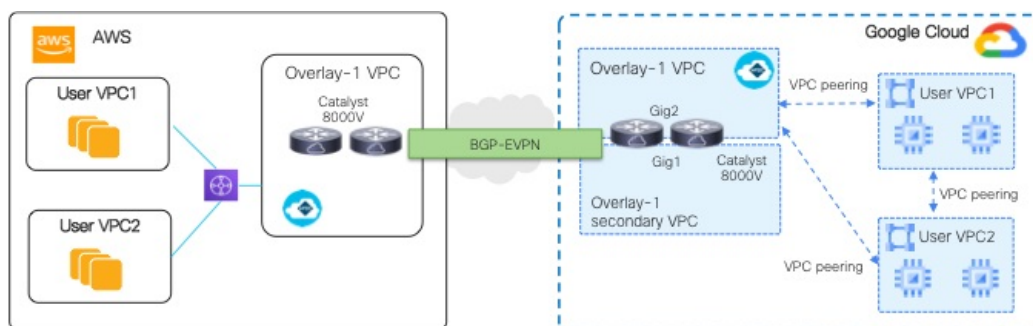 aws
AWS
User VPC1
User VPC2
Overlay-1 VPC
Catalyst
8000V
BGP-EVPN
Google Cloud
Overlay-1 VPC
Gig2
Gig1
Catalyst
8000V
Overlay-1
secondary VPC
VPC peering
User VPC1
VPC peering
User VPC2
VPC peering